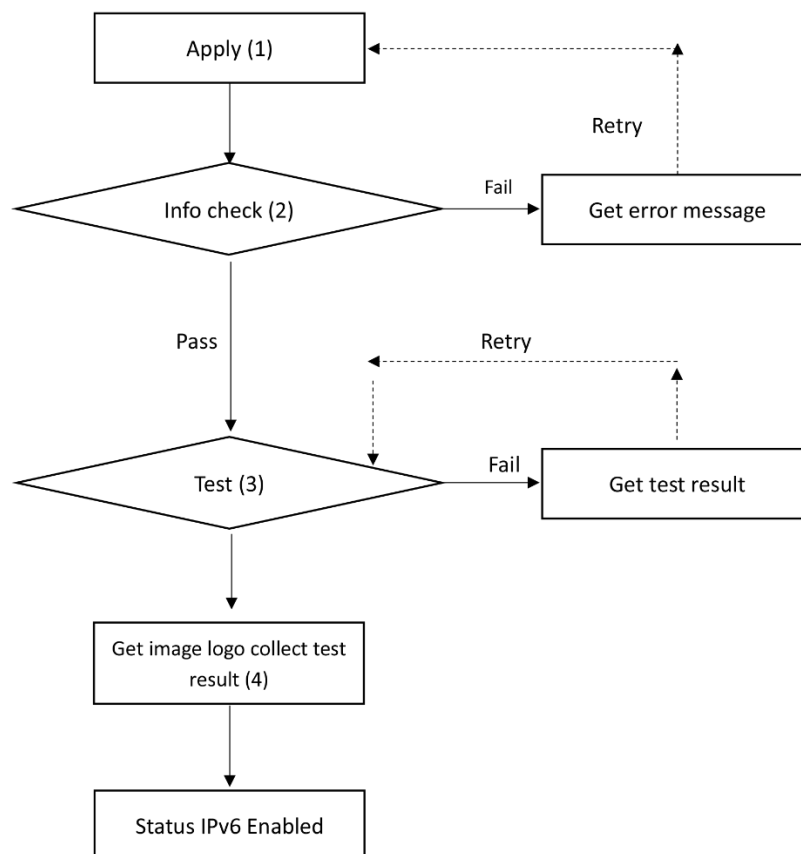 Apply (1)
Retry
Info check (2)
Fail
Get error message
Pass
Retry
Test (3)
Fail
Get test result
Get image logo collect test
result (4)
Status IPv6 Enabled